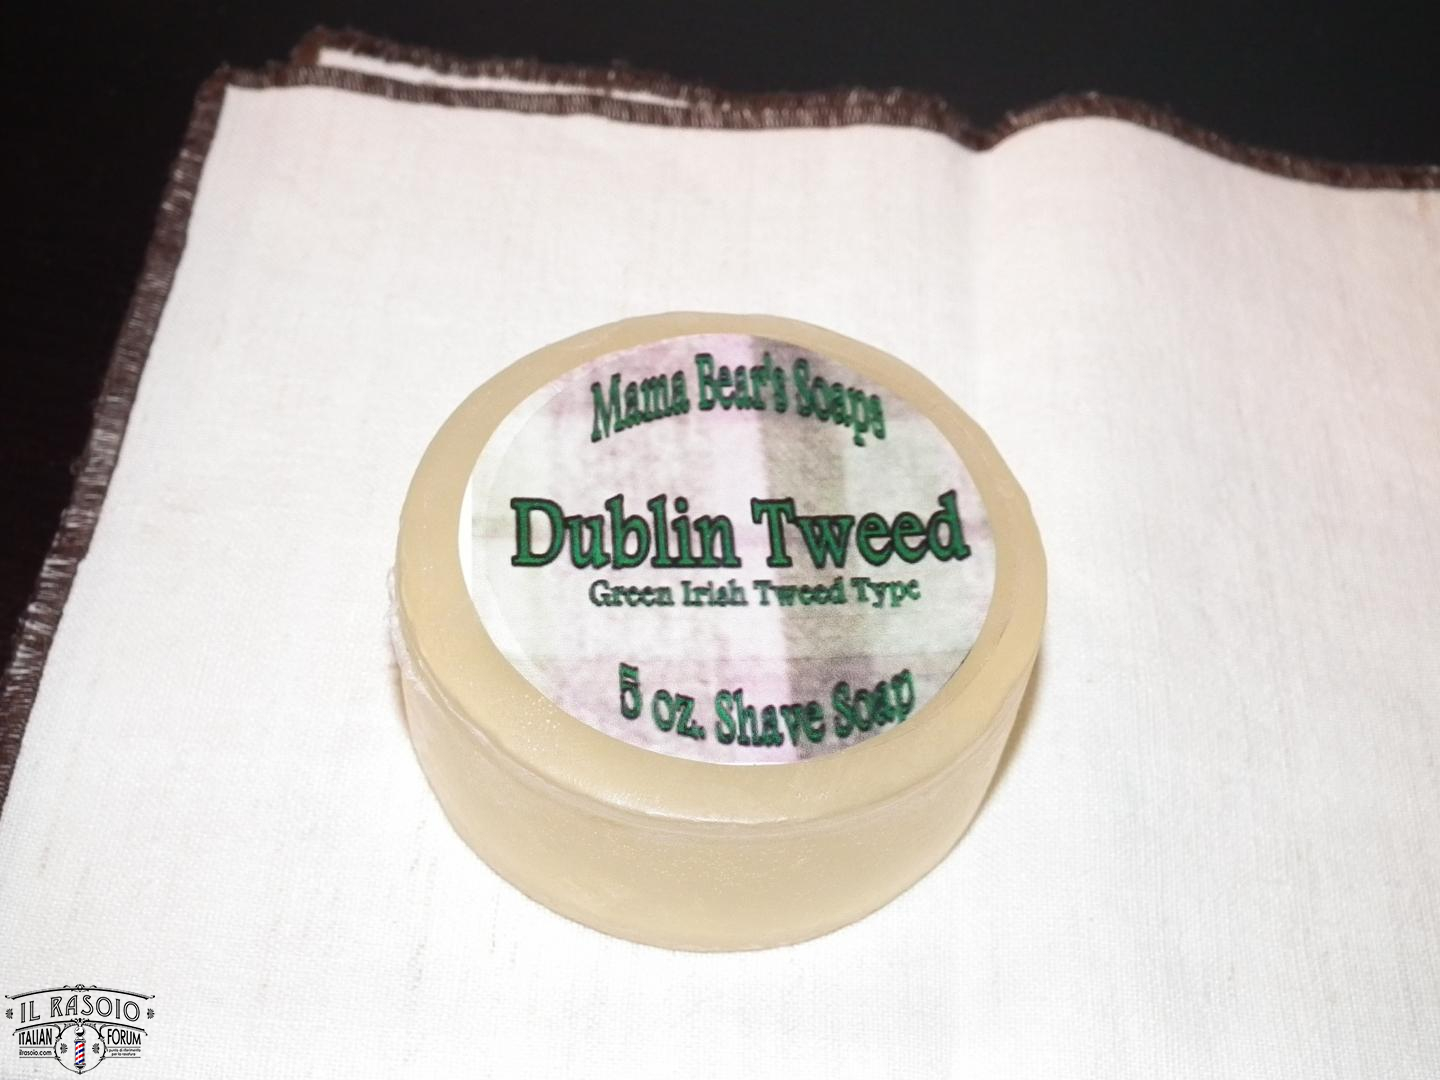 Mama Bear's Soaps
Dublin Tweed
Green Irish Tweed Type
5 oz. Shave Soap
IL RASOIO
ITALIAN FORUM
ilrasoio.com